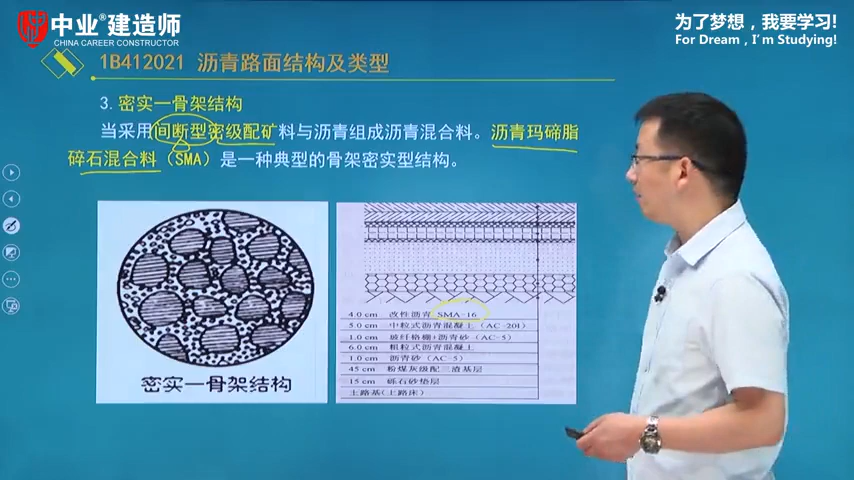 中业®建造师
CHINA CAREER CONSTRUCTOR
为了梦想，我要学习!
For Dream，I'm Studying!
1B412021 沥青路面结构及类型
3. 密实一骨架结构
当采用间断型密级配矿料与沥青组成沥青混合料。沥青玛碲脂
碎石混合料（SMA）是一种典型的骨架密实型结构。
密实一骨架结构
4.0 cm 改性沥青 SMA-16
5.0 cm 中粒式沥青混凝土（AC-20I）
1.0 cm 玻纤格栅+沥青砂（AC-5）
6.0 cm 粗粒式沥青混凝土
1.0 cm 沥青砂（AC-5）
45 cm 粉煤灰级配三渣基层
15 cm 砾石砂垫层
土路基(上路床)